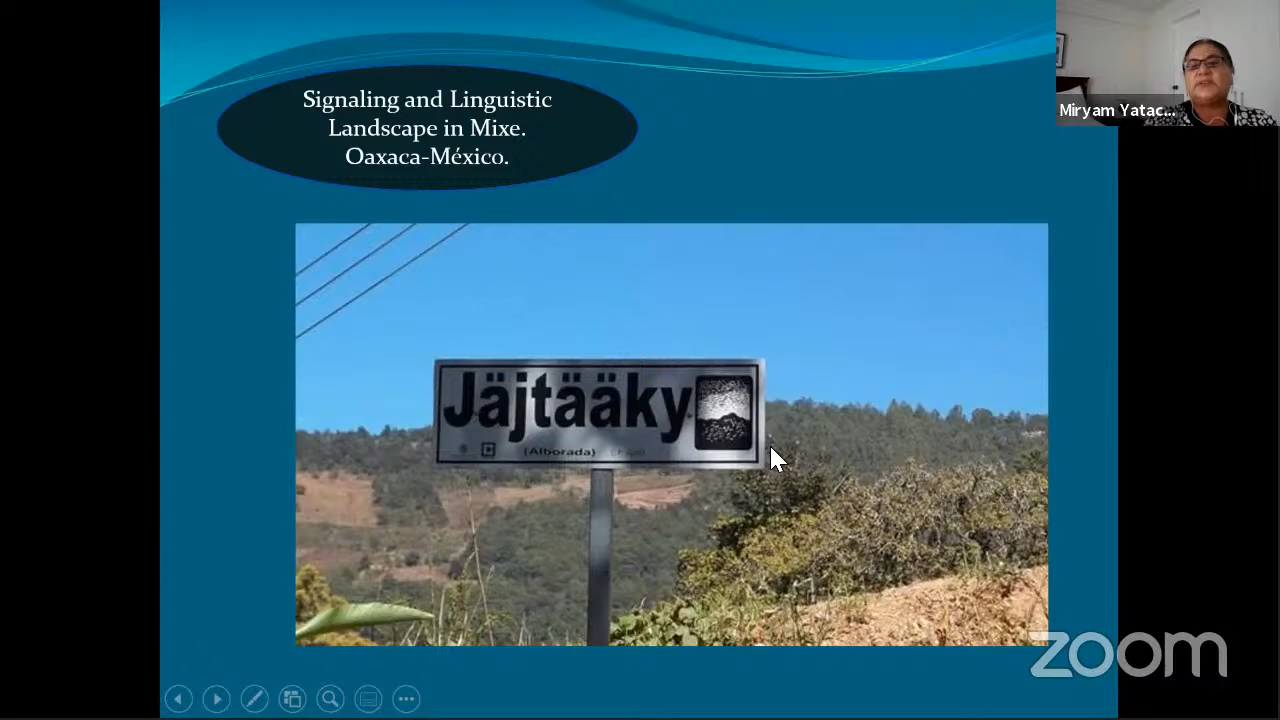 Signaling and Linguistic
Landscape in Mixe.
Oaxaca-México.
Miryam Yatac...
Jäjtääky
(Alborada)
zoom